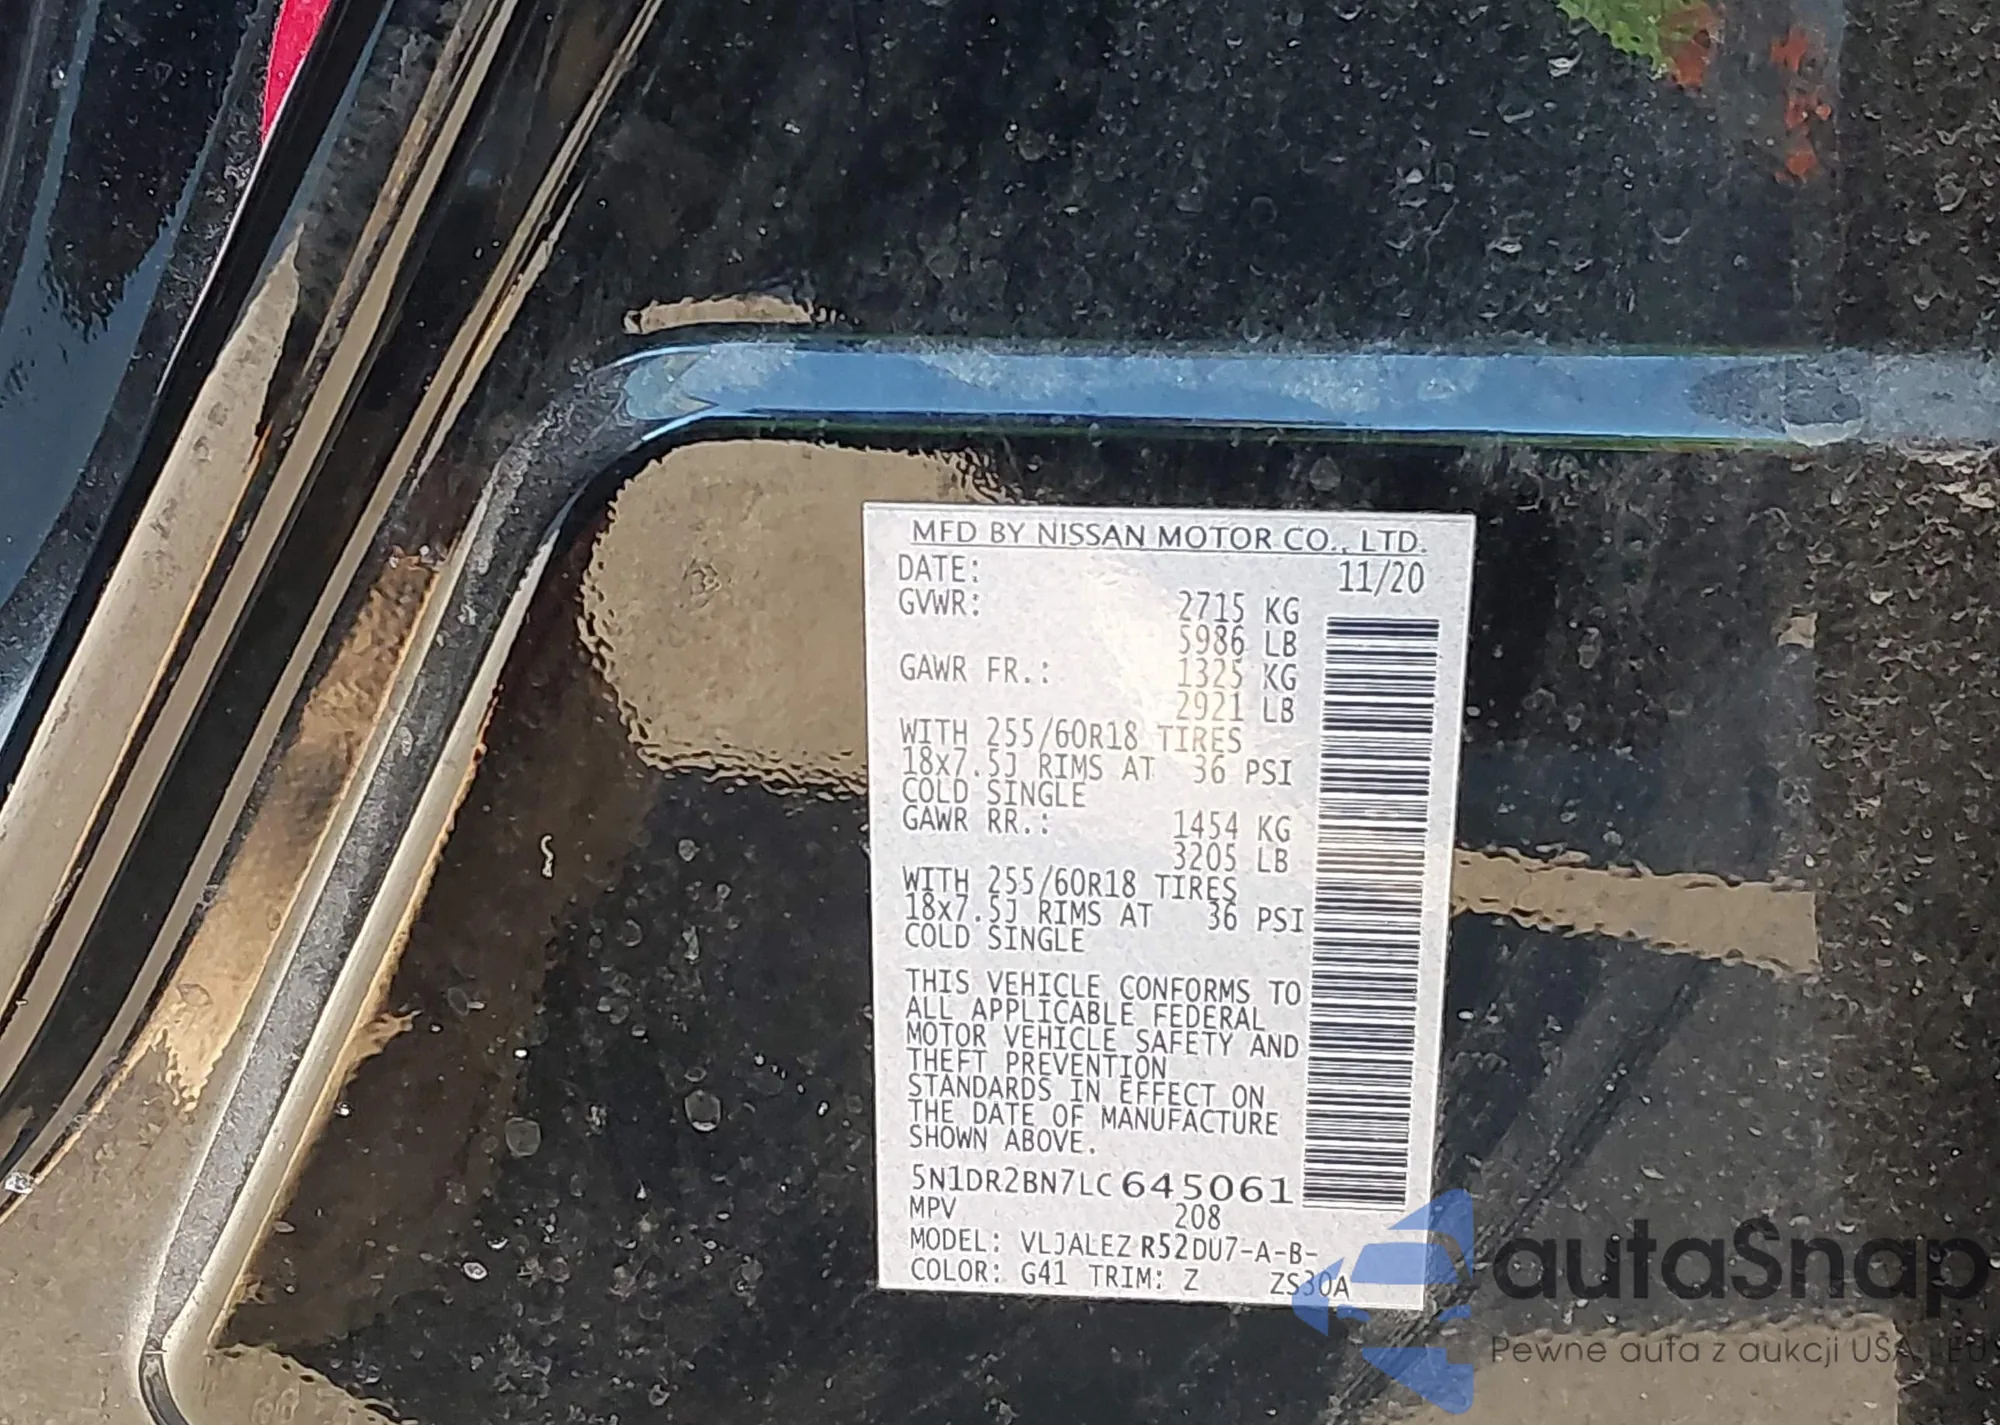 MFD BY NISSAN MOTOR CO., LTD.
DATE: 11/20
GVWR: 2715 KG
5986 LB
GAWR FR.: 1325 KG
2921 LB
WITH 255/60R18 TIRES
18x7.5J RIMS AT 36 PSI
COLD SINGLE
GAWR RR.: 1454 KG
3205 LB
WITH 255/60R18 TIRES
18x7.5J RIMS AT 36 PSI
COLD SINGLE
THIS VEHICLE CONFORMS TO
ALL APPLICABLE FEDERAL
MOTOR VEHICLE SAFETY AND
THEFT PREVENTION
STANDARDS IN EFFECT ON
THE DATE OF MANUFACTURE
SHOWN ABOVE.
5N1DR2BN7LC645061
MPV 208
MODEL: VLJALEZ R52DU7-A-B-
COLOR: G41 TRIM: Z ZS30A
autaSnap
Pewne auta z aukcji USA i EU